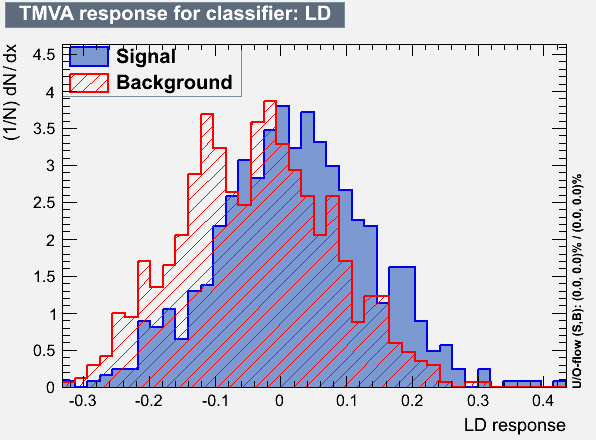 TMVA response for classifier: LD
(1/N) dN / dx
Signal
Background
4.5
4
3.5
3
2.5
2
1.5
1
0.5
0
-0.3 -0.2 -0.1 0 0.1 0.2 0.3 0.4
LD response
U/O-flow (S,B): (0.0, 0.0)% / (0.0, 0.0)%